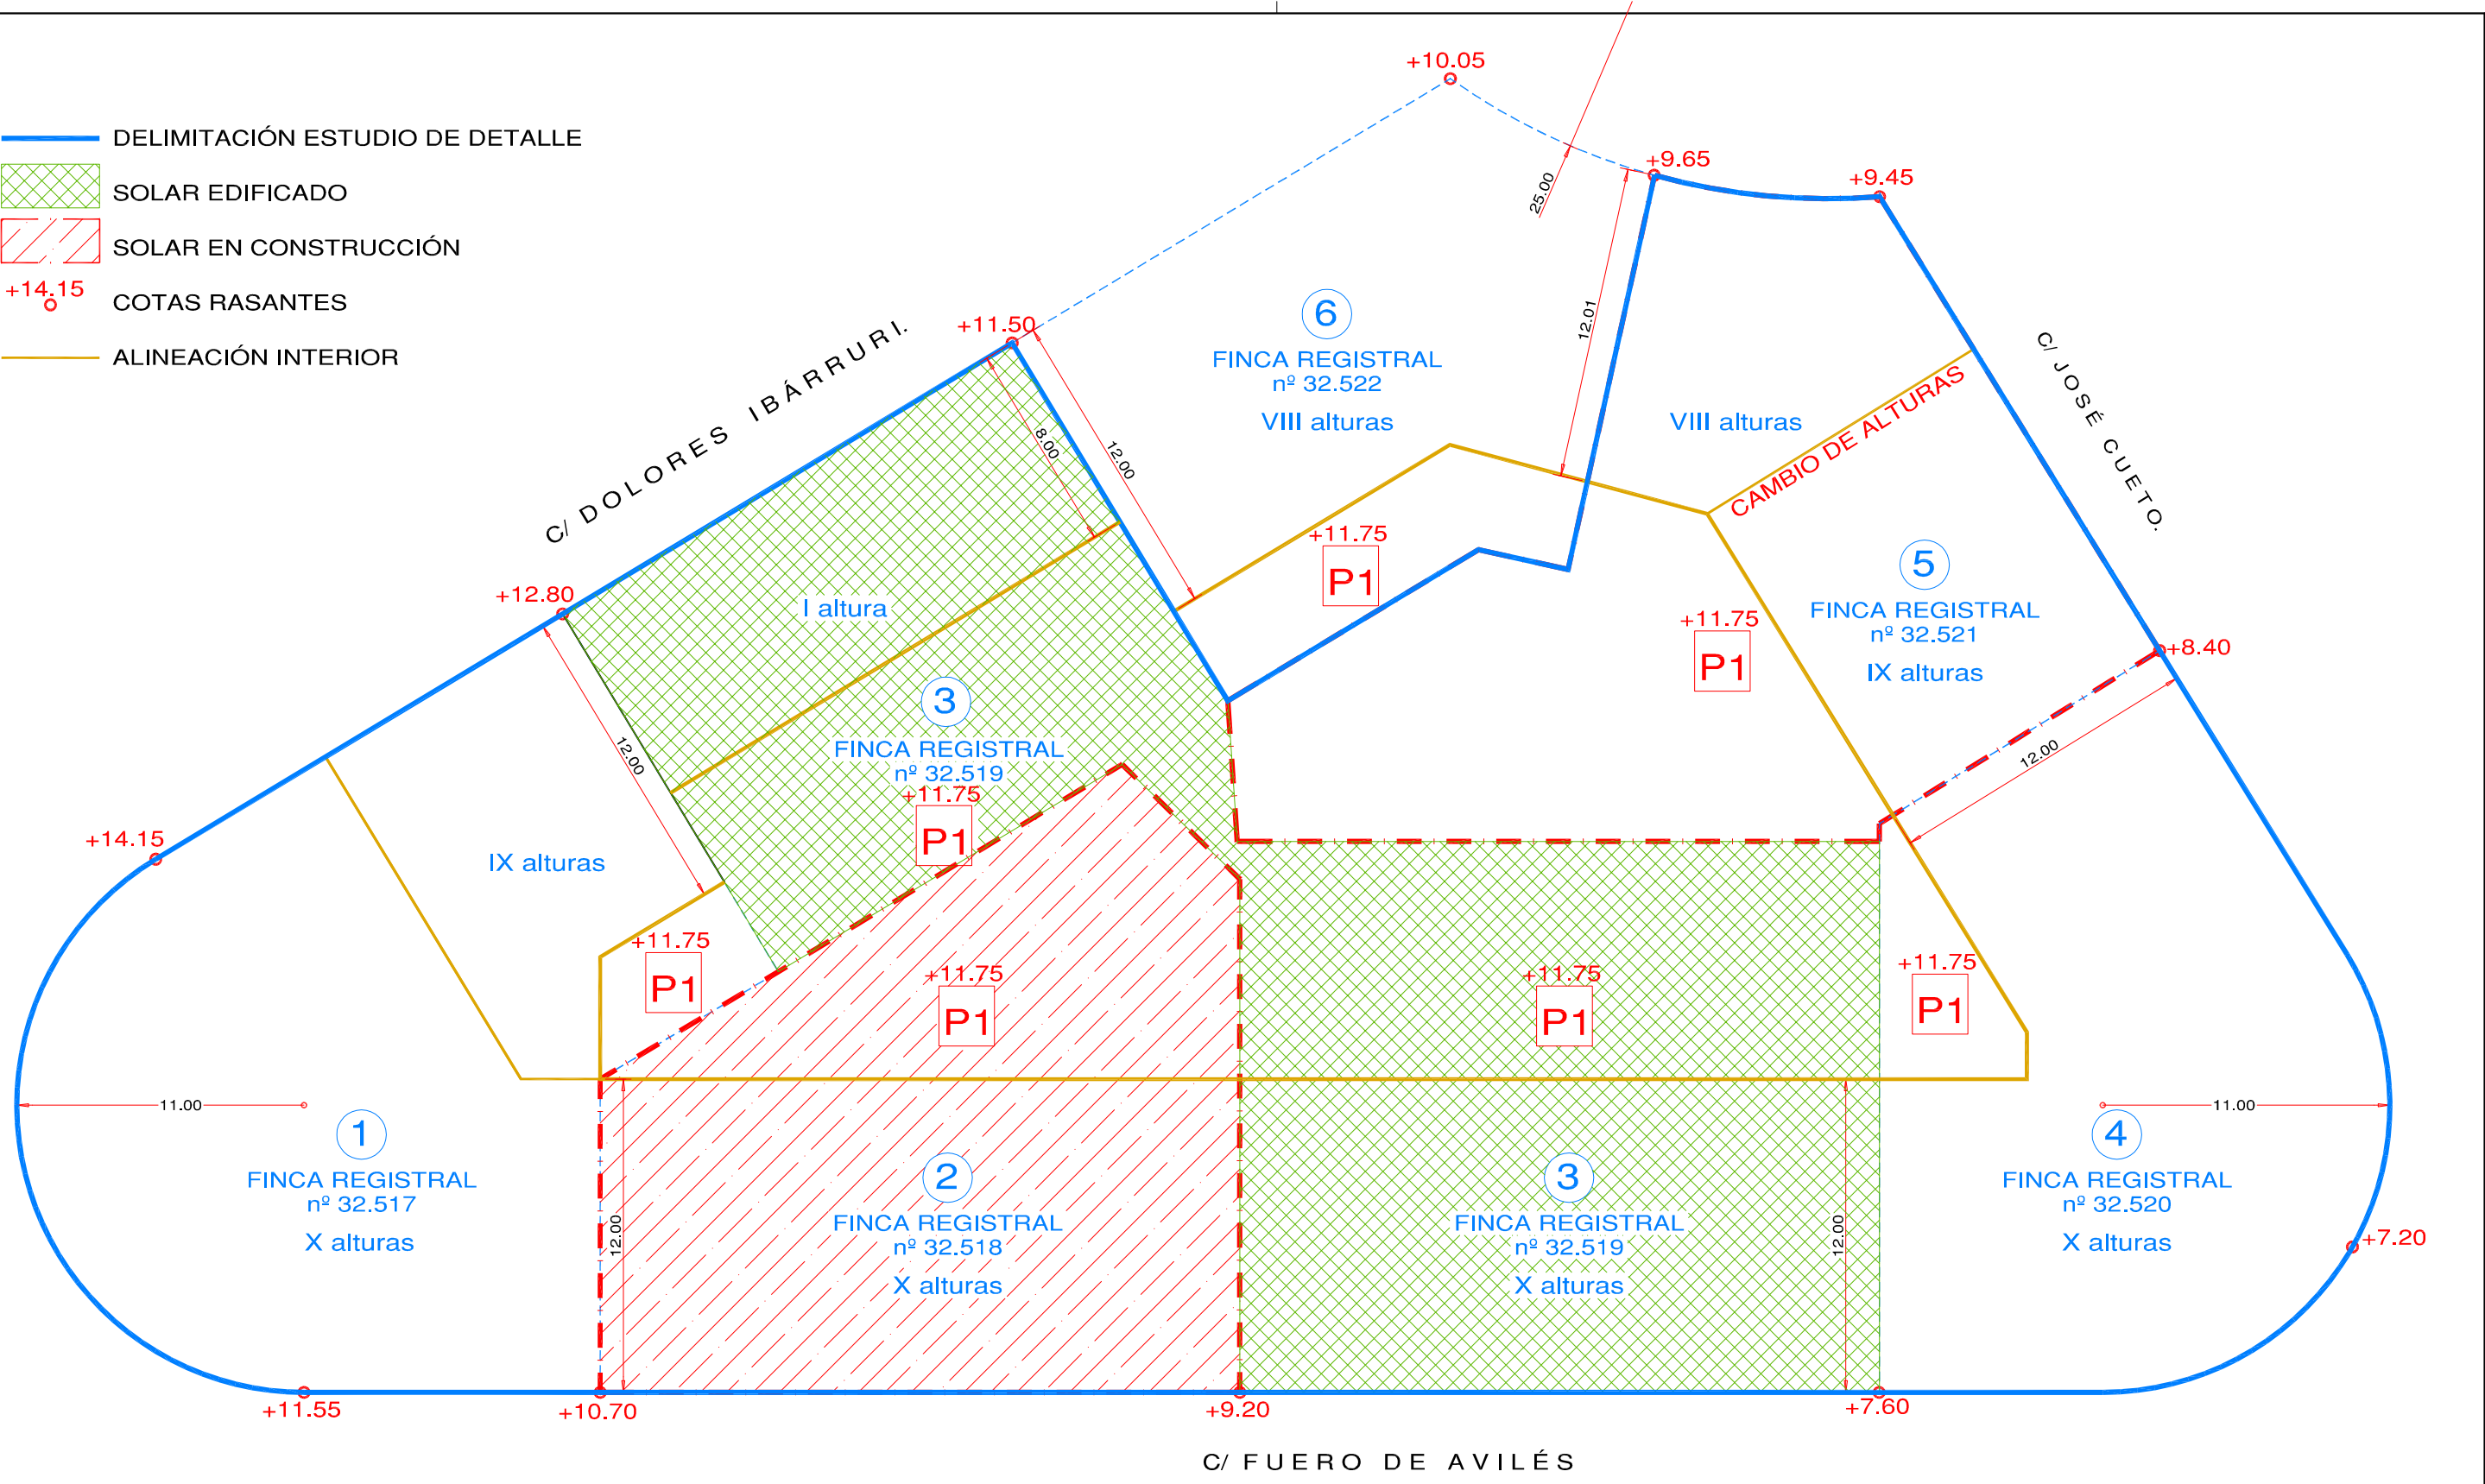 DELIMITACIÓN ESTUDIO DE DETALLE
SOLAR EDIFICADO
SOLAR EN CONSTRUCCIÓN
+14.15
COTAS RASANTES
ALINEACIÓN INTERIOR
+10.05
25.00
+9.65
+9.45
12.01
+11.50
C/ DOLORES IBÁRRURI.
8.00
12.00
6
FINCA REGISTRAL
nº 32.522
VIII alturas
VIII alturas
CAMBIO DE ALTURAS
C/ JOSÉ CUETO.
+11.75
P1
+12.80
I altura
12.00
3
FINCA REGISTRAL
nº 32.519
+11.75
P1
+11.75
P1
5
FINCA REGISTRAL
nº 32.521
IX alturas
+8.40
12.00
+14.15
IX alturas
+11.75
P1
+11.75
P1
+11.75
P1
+11.75
P1
11.00
1
FINCA REGISTRAL
nº 32.517
X alturas
12.00
2
FINCA REGISTRAL
nº 32.518
X alturas
3
FINCA REGISTRAL
nº 32.519
X alturas
12.00
11.00
4
FINCA REGISTRAL
nº 32.520
X alturas
+7.20
+11.55
+10.70
+9.20
+7.60
C/ FUERO DE AVILÉS